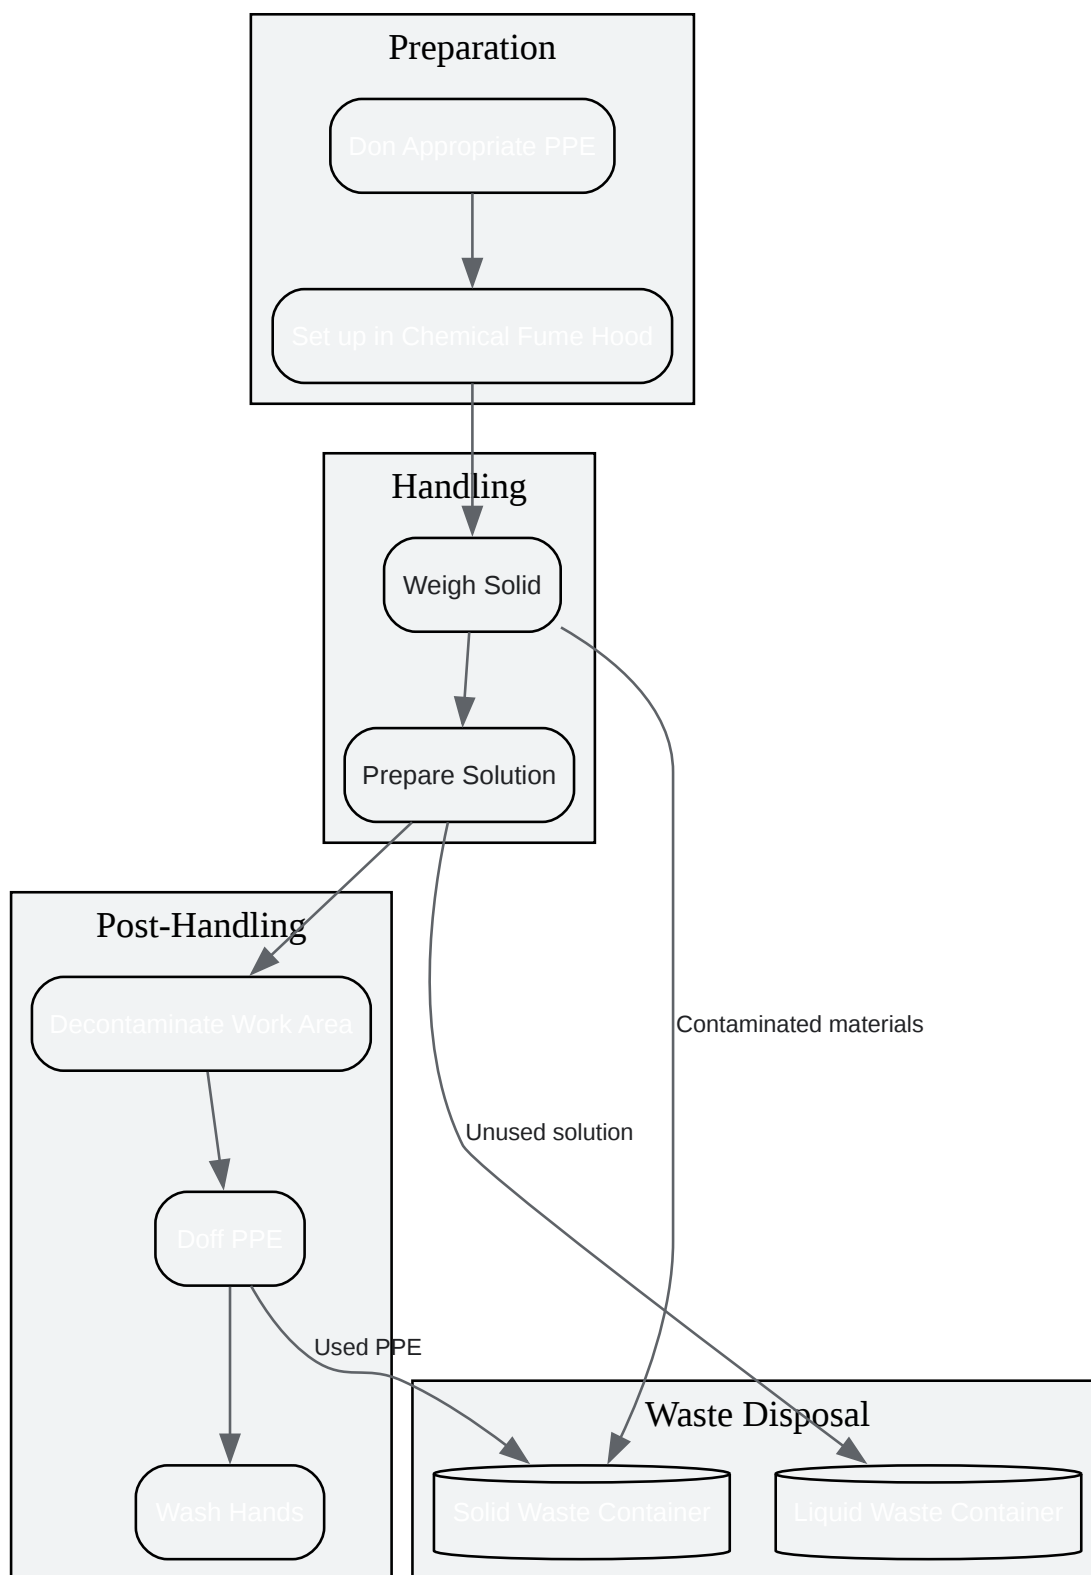 Preparation
Don Appropriate PPE
Set up in Chemical Fume Hood
Handling
Weigh Solid
Prepare Solution
Post-Handling
Decontaminate Work Area
Contaminated materials
Unused solution
Doff PPE
Used PPE
Waste Disposal
Wash Hands
Solid Waste Container
Liquid Waste Container